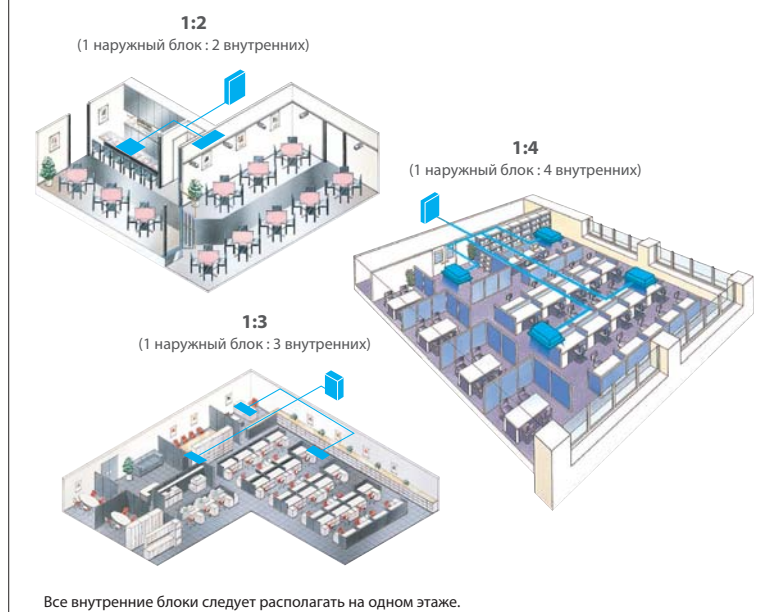 1:2
(1 наружный блок : 2 внутренних)
1:4
(1 наружный блок : 4 внутренних)
1:3
(1 наружный блок : 3 внутренних)
Все внутренние блоки следует располагать на одном этаже.